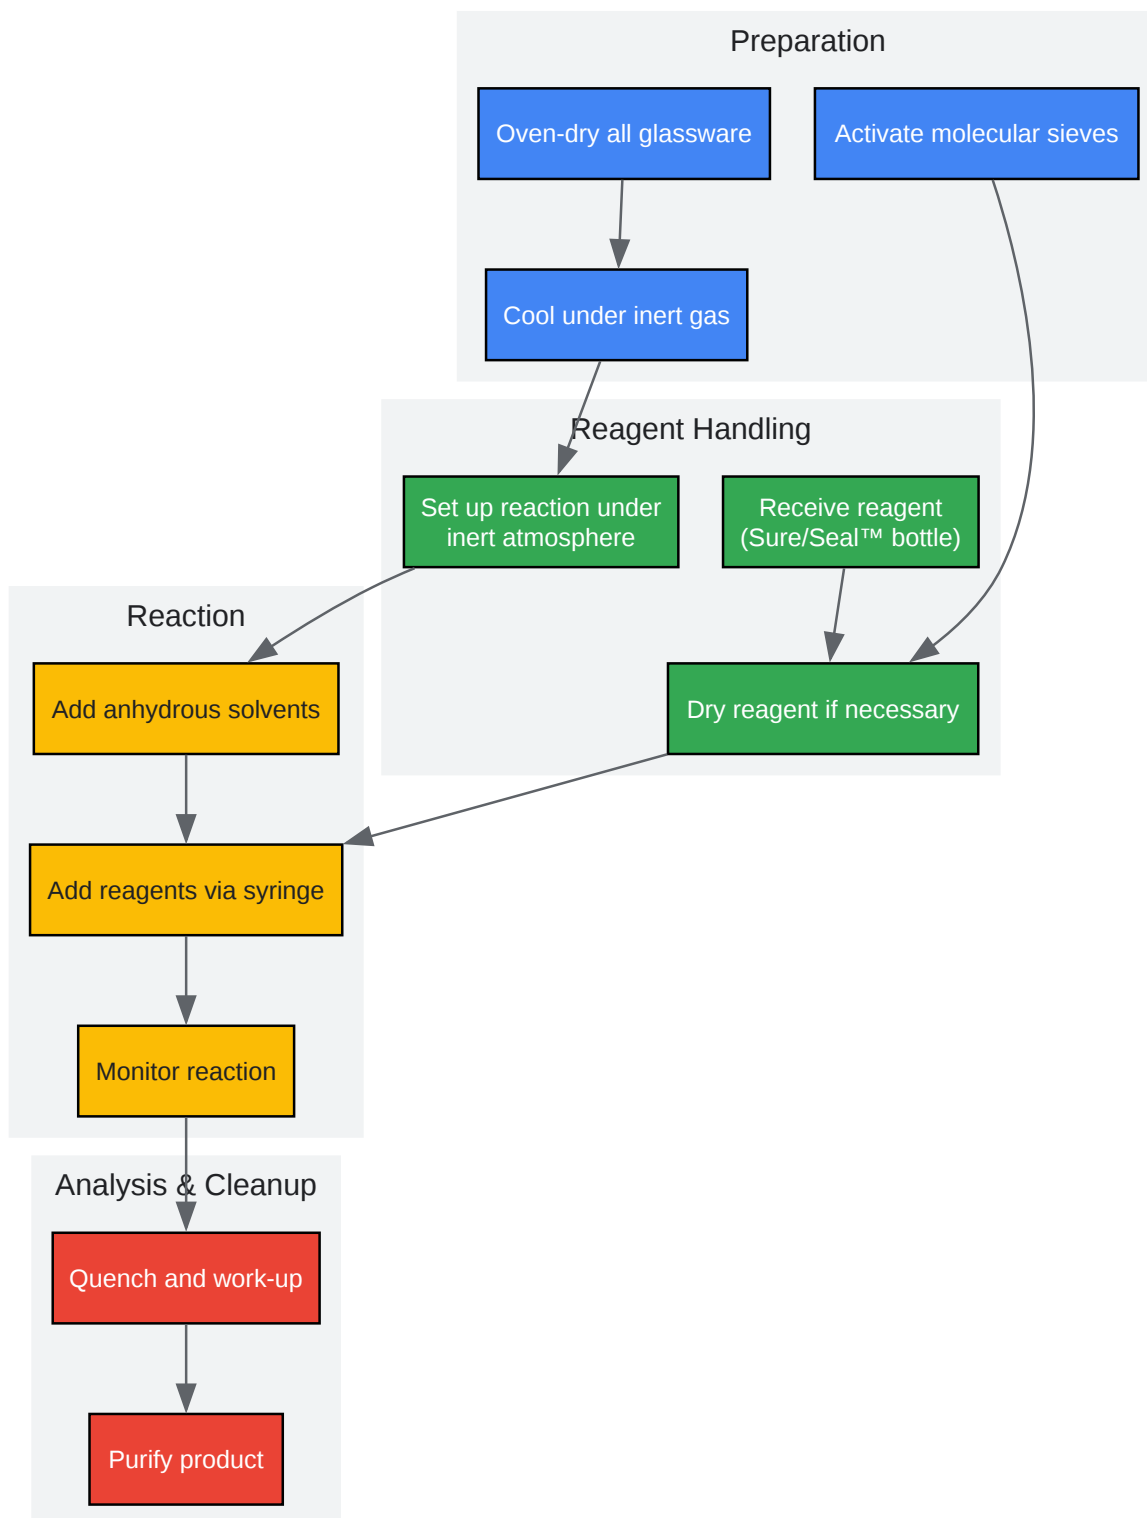 Preparation
Oven-dry all glassware
Activate molecular sieves
Cool under inert gas
Reagent Handling
Set up reaction under
inert atmosphere
Receive reagent
(Sure/Seal™ bottle)
Dry reagent if necessary
Reaction
Add anhydrous solvents
Add reagents via syringe
Monitor reaction
Analysis & Cleanup
Quench and work-up
Purify product